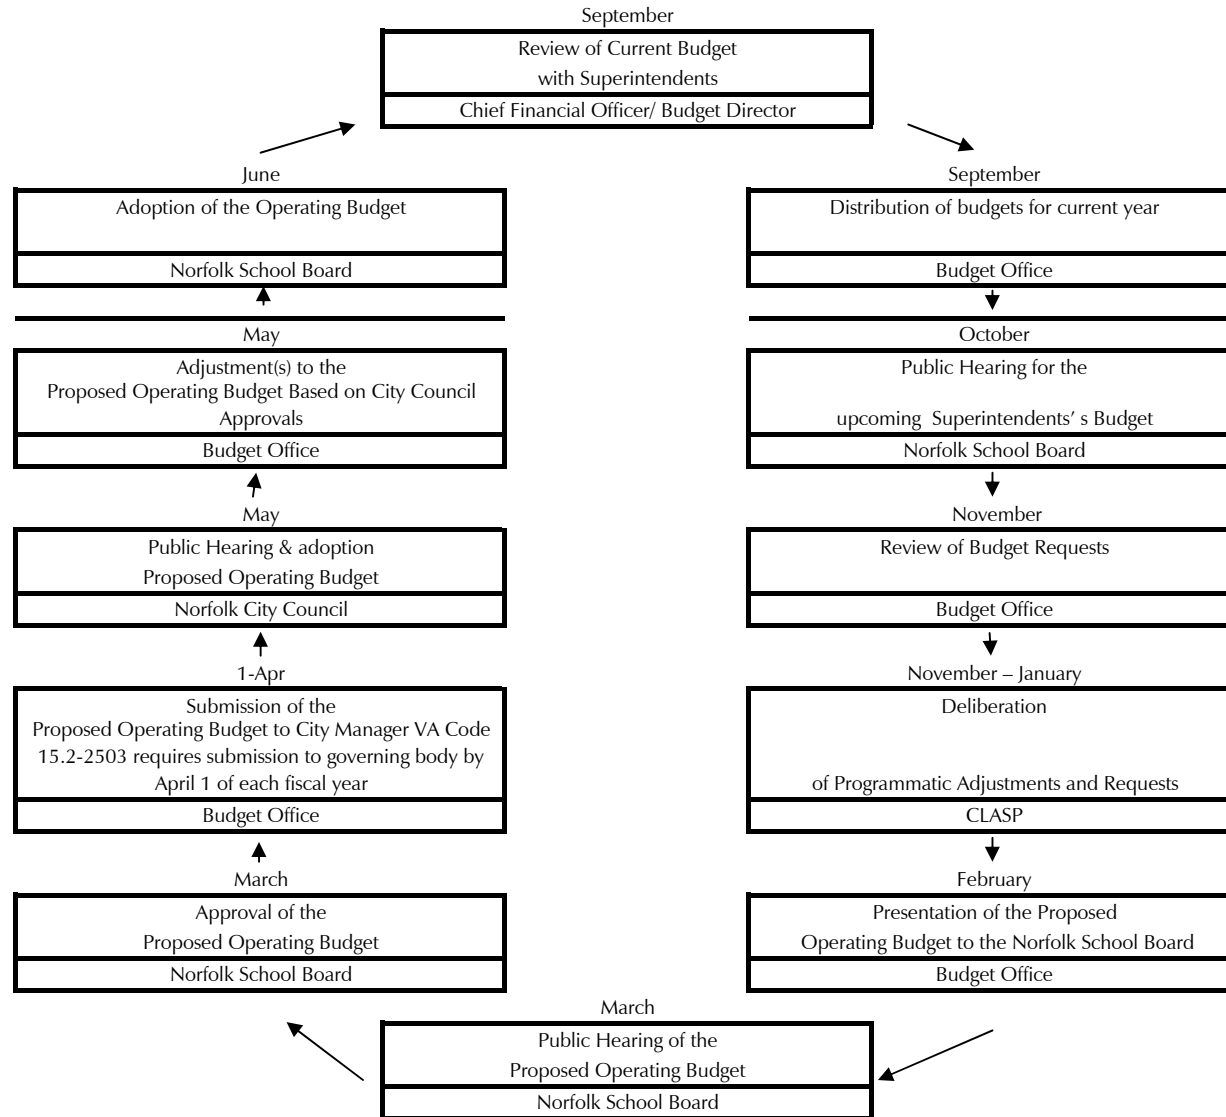 September
Review of Current Budget
with Superintendents
Chief Financial Officer/ Budget Director
September
Distribution of budgets for current year
Budget Office
October
Public Hearing for the
upcoming Superintendents’ s Budget
Norfolk School Board
November
Review of Budget Requests
Budget Office
November – January
Deliberation
of Programmatic Adjustments and Requests
CLASP
February
Presentation of the Proposed
Operating Budget to the Norfolk School Board
Budget Office
March
Public Hearing of the
Proposed Operating Budget
Norfolk School Board
March
Approval of the
Proposed Operating Budget
Norfolk School Board
1-Apr
Submission of the
Proposed Operating Budget to City Manager VA Code
15.2-2503 requires submission to governing body by
April 1 of each fiscal year
Budget Office
May
Public Hearing & adoption
Proposed Operating Budget
Norfolk City Council
May
Adjustment(s) to the
Proposed Operating Budget Based on City Council
Approvals
Budget Office
June
Adoption of the Operating Budget
Norfolk School Board